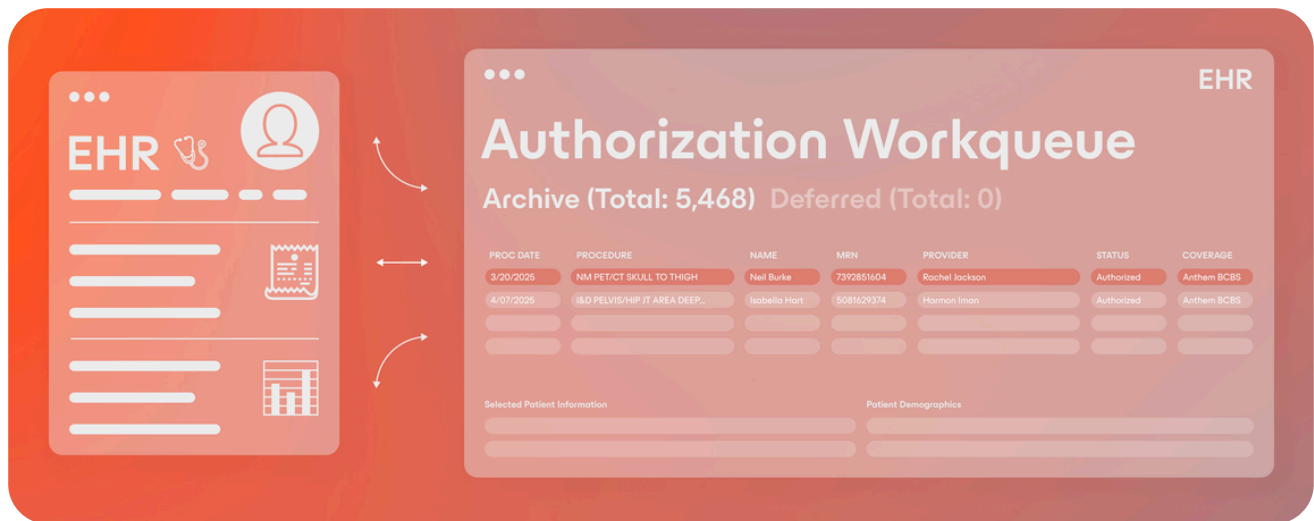 EHR
EHR
Authorization Workqueue
Archive (Total: 5,468) Deferred (Total: 0)
PROC DATE PROCEDURE NAME MRN PROVIDER STATUS COVERAGE
3/20/2025 NM PET/CT SKULL TO THIGH Neil Burke 7392851604 Rachel Jackson Authorized Anthem BCBS
4/07/2025 I&D PELVIS/HIP JT AREA DEEP... Isabella Hart 5081629374 Harmon Iman Authorized Anthem BCBS
Selected Patient Information Patient Demographics